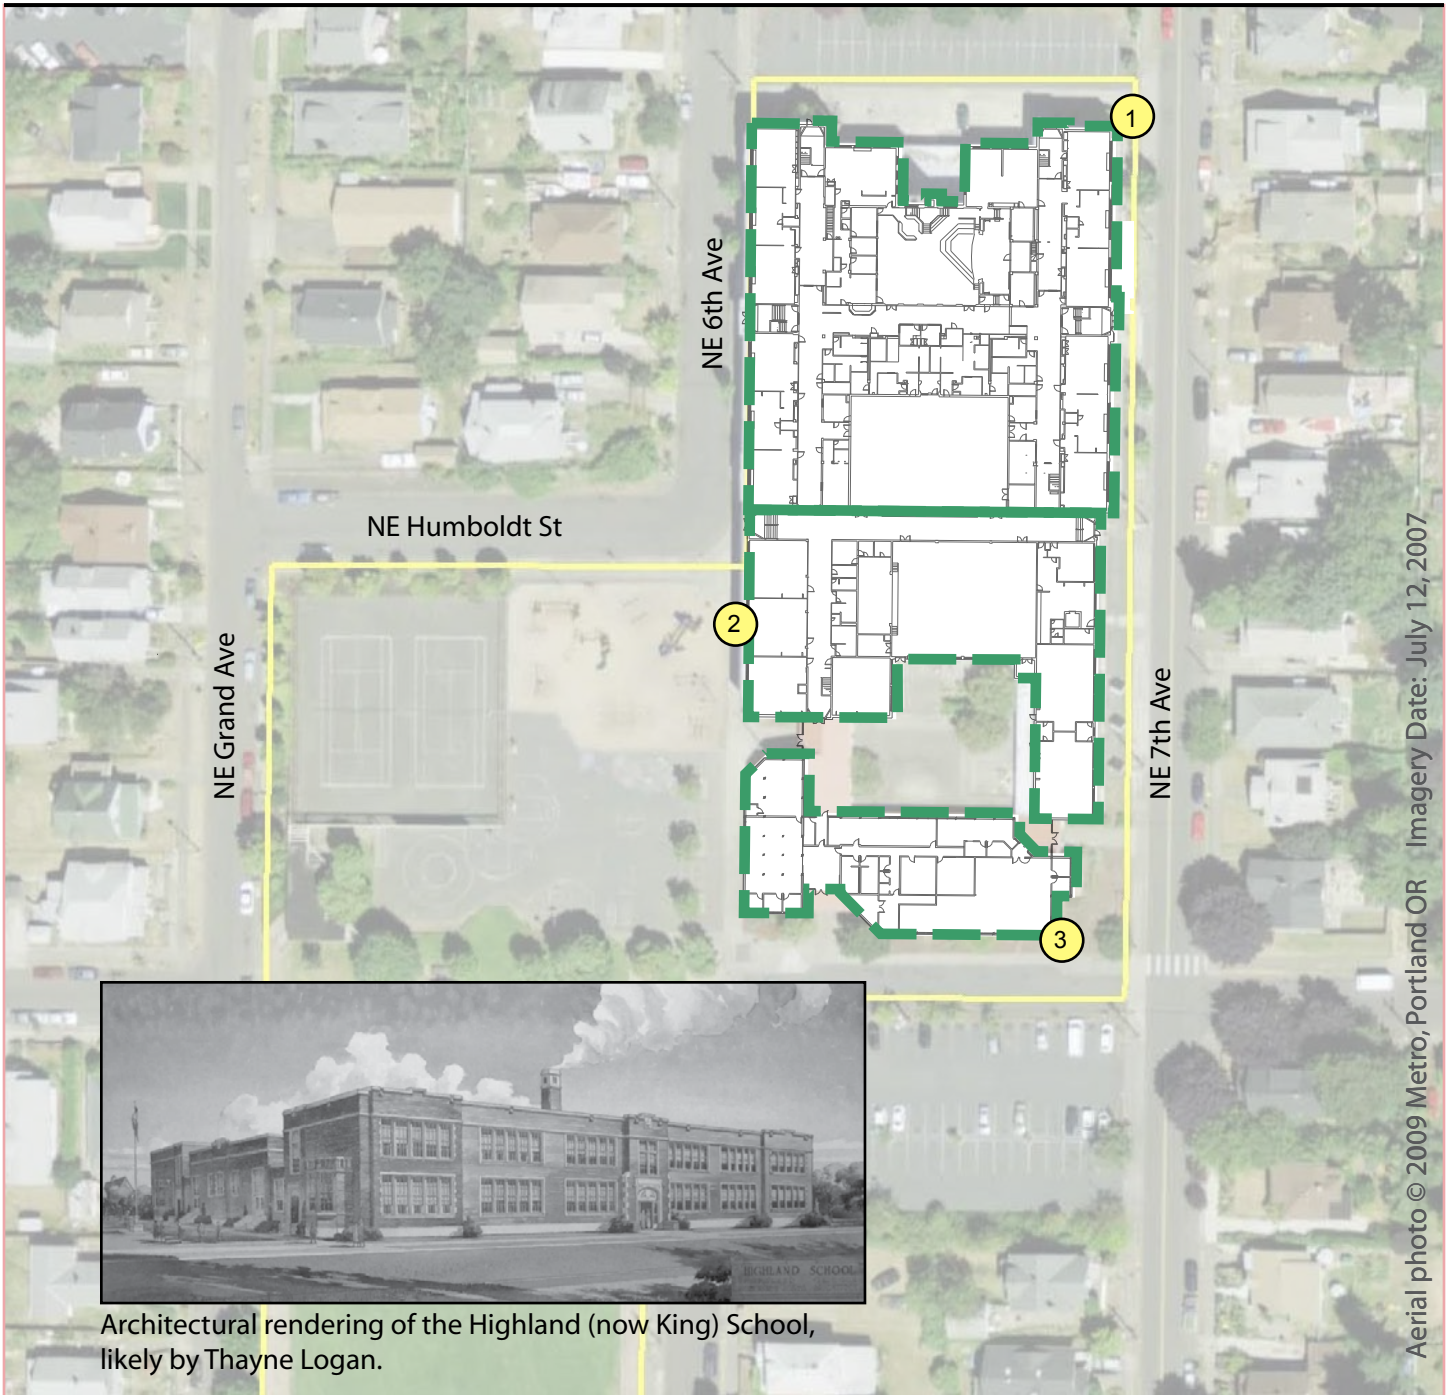 1
NE 6th Ave
NE Humboldt St
2
NE Grand Ave
NE 7th Ave
3
HIGHLAND SCHOOL
Architectural rendering of the Highland (now King) School,
likely by Thayne Logan.
Aerial photo © 2009 Metro, Portland OR Imagery Date: July 12, 2007